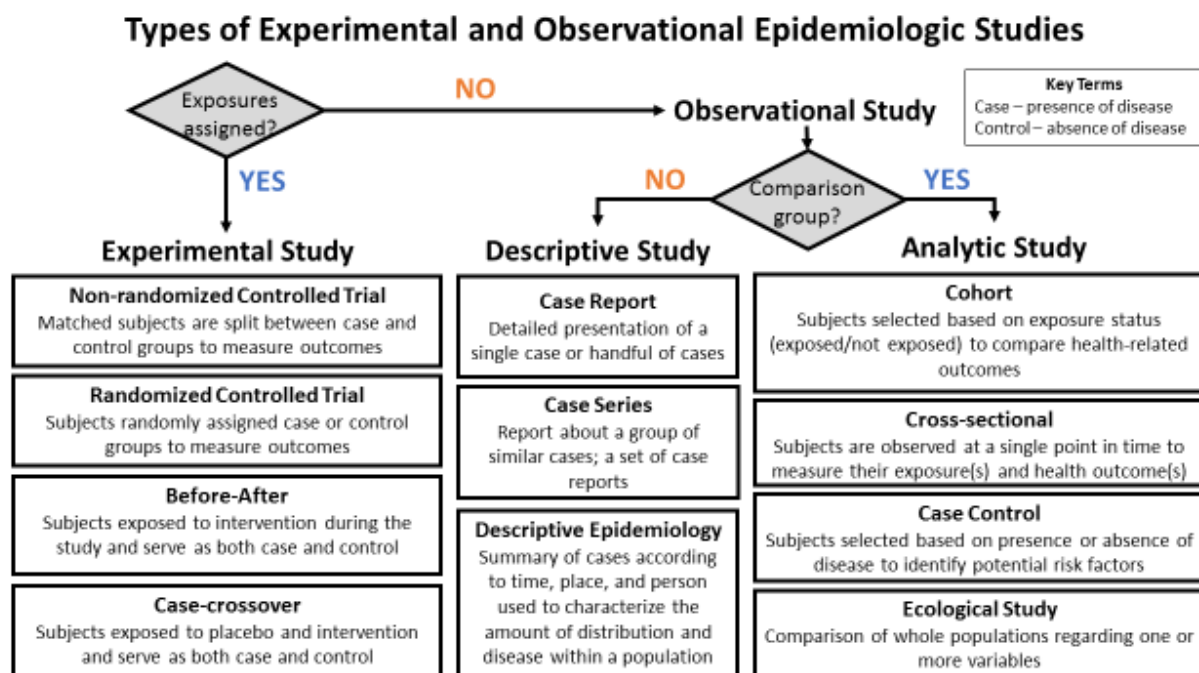 Types of Experimental and Observational Epidemiologic Studies
Exposures
assigned?
NO
Observational Study
Key Terms
Case – presence of disease
Control – absence of disease
YES
NO
Comparison
group?
YES
Experimental Study
Descriptive Study
Analytic Study
Non-randomized Controlled Trial
Matched subjects are split between case and
control groups to measure outcomes
Randomized Controlled Trial
Subjects randomly assigned case or control
groups to measure outcomes
Before-After
Subjects exposed to intervention during the
study and serve as both case and control
Case-crossover
Subjects exposed to placebo and intervention
and serve as both case and control
Case Report
Detailed presentation of a
single case or handful of cases
Case Series
Report about a group of
similar cases; a set of case
reports
Descriptive Epidemiology
Summary of cases according
to time, place, and person
used to characterize the
amount of distribution and
disease within a population
Cohort
Subjects selected based on exposure status
(exposed/not exposed) to compare health-related
outcomes
Cross-sectional
Subjects are observed at a single point in time to
measure their exposure(s) and health outcome(s)
Case Control
Subjects selected based on presence or absence of
disease to identify potential risk factors
Ecological Study
Comparison of whole populations regarding one or
more variables